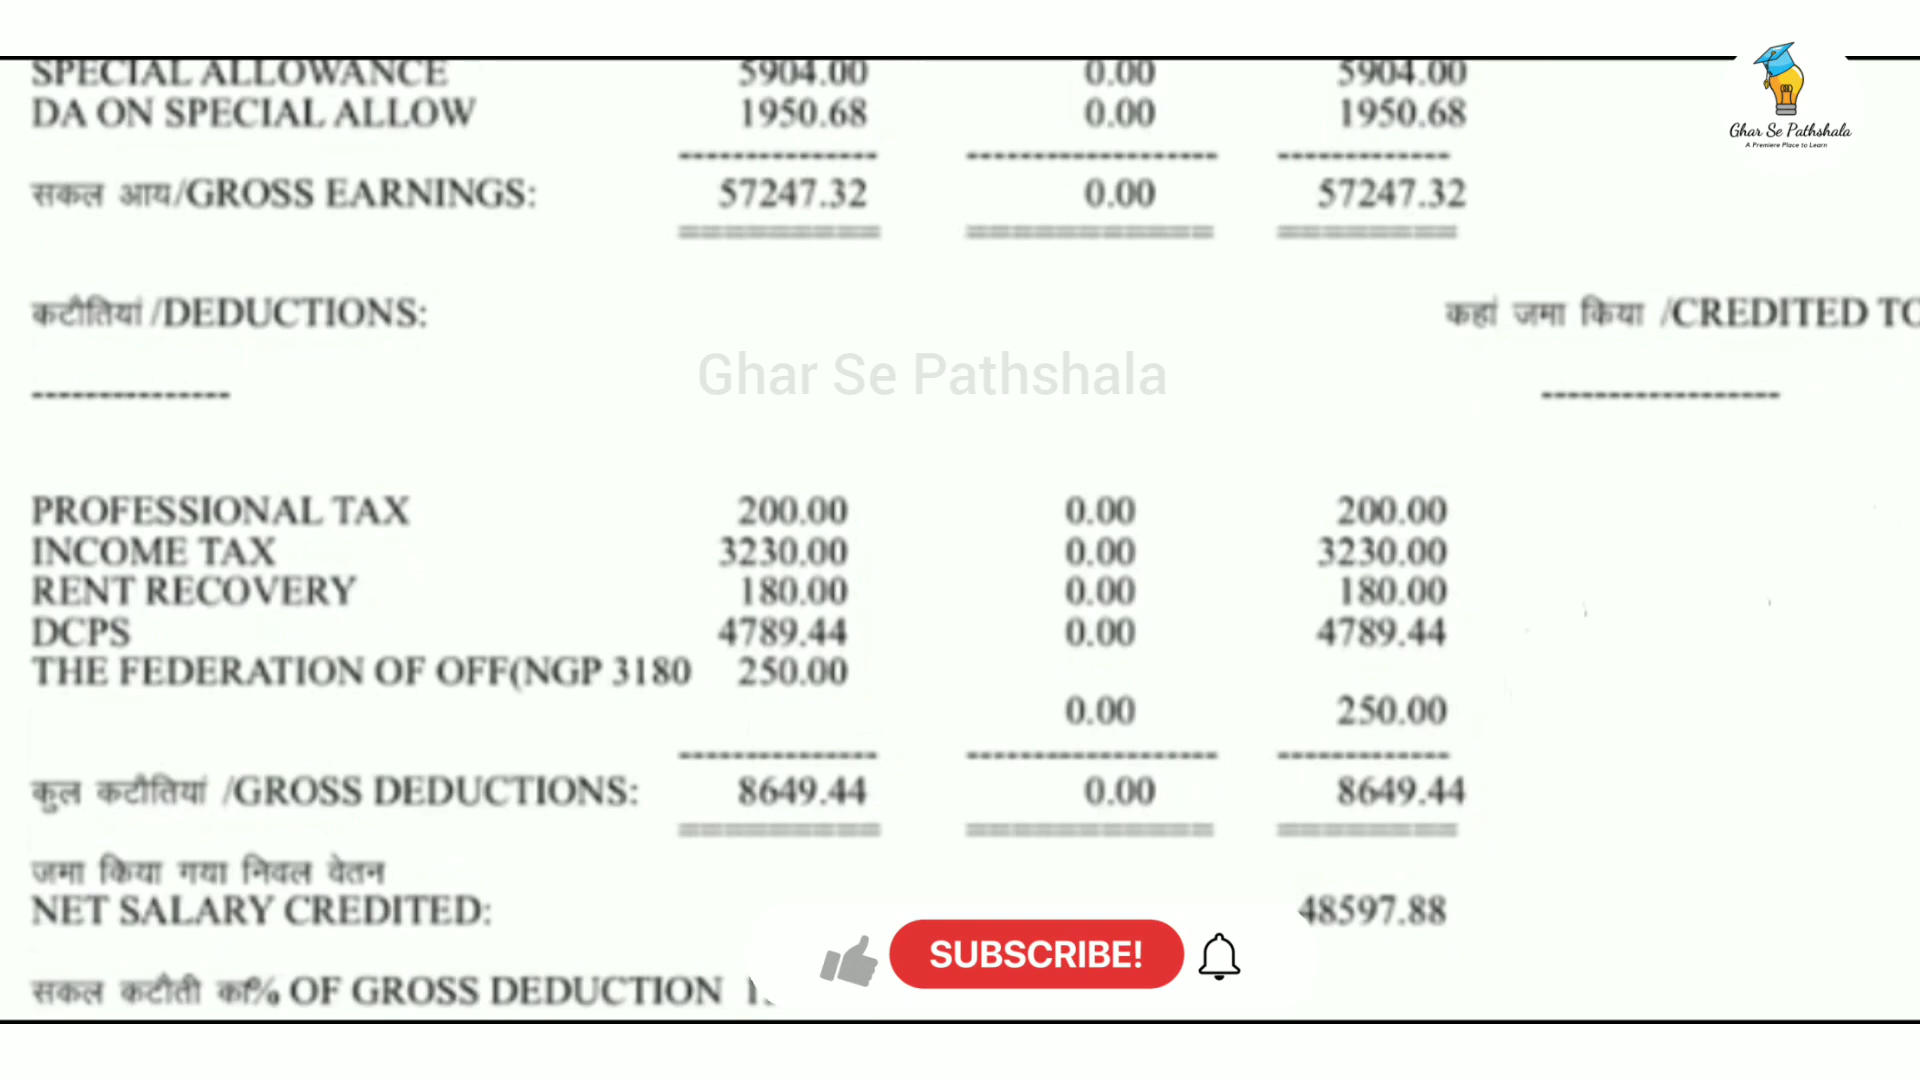 SPECIAL ALLOWANCE 5904.00 0.00 5904.00
DA ON SPECIAL ALLOW 1950.68 0.00 1950.68
Ghar Se Pathshala
A Premiere Place to Learn
--------------- ------------------- -------------
सकल आय/GROSS EARNINGS: 57247.32 0.00 57247.32
========= =========== ========
कटौतियां /DEDUCTIONS: कहां जमा किया /CREDITED TO
Ghar Se Pathshala
--------------- ------------------
PROFESSIONAL TAX 200.00 0.00 200.00
INCOME TAX 3230.00 0.00 3230.00
RENT RECOVERY 180.00 0.00 180.00
DCPS 4789.44 0.00 4789.44
THE FEDERATION OF OFF(NGP 3180 250.00
0.00 250.00
--------------- ------------------- -------------
कुल कटौतियां /GROSS DEDUCTIONS: 8649.44 0.00 8649.44
========= =========== ========
जमा किया गया निवल वेतन
NET SALARY CREDITED: 48597.88
SUBSCRIBE!
सकल कटौती का% OF GROSS DEDUCTION